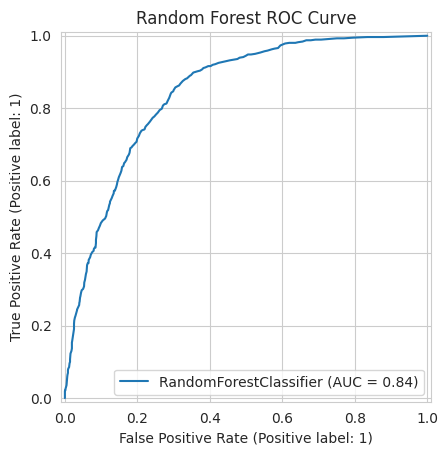 Random Forest ROC Curve
1.0
0.8
0.6
0.4
0.2
0.0
True Positive Rate (Positive label: 1)
RandomForestClassifier (AUC = 0.84)
0.0 0.2 0.4 0.6 0.8 1.0
False Positive Rate (Positive label: 1)